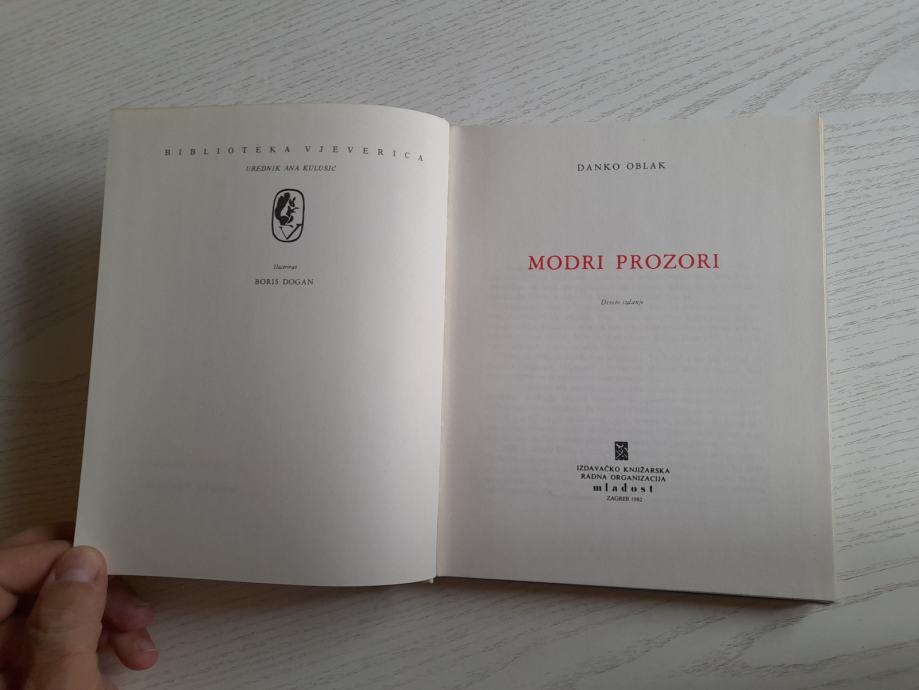 BIBLIOTEKA VJEVERICA
UREDNIK ANA KULUŠIĆ
Ilustrirao
BORIS DOGAN
DANKO OBLAK
MODRI PROZORI
izdanje
IZDAVAČKO KNJIŽARSKA
RADNA ORGANIZACIJA
mladost
ZAGREB 1982